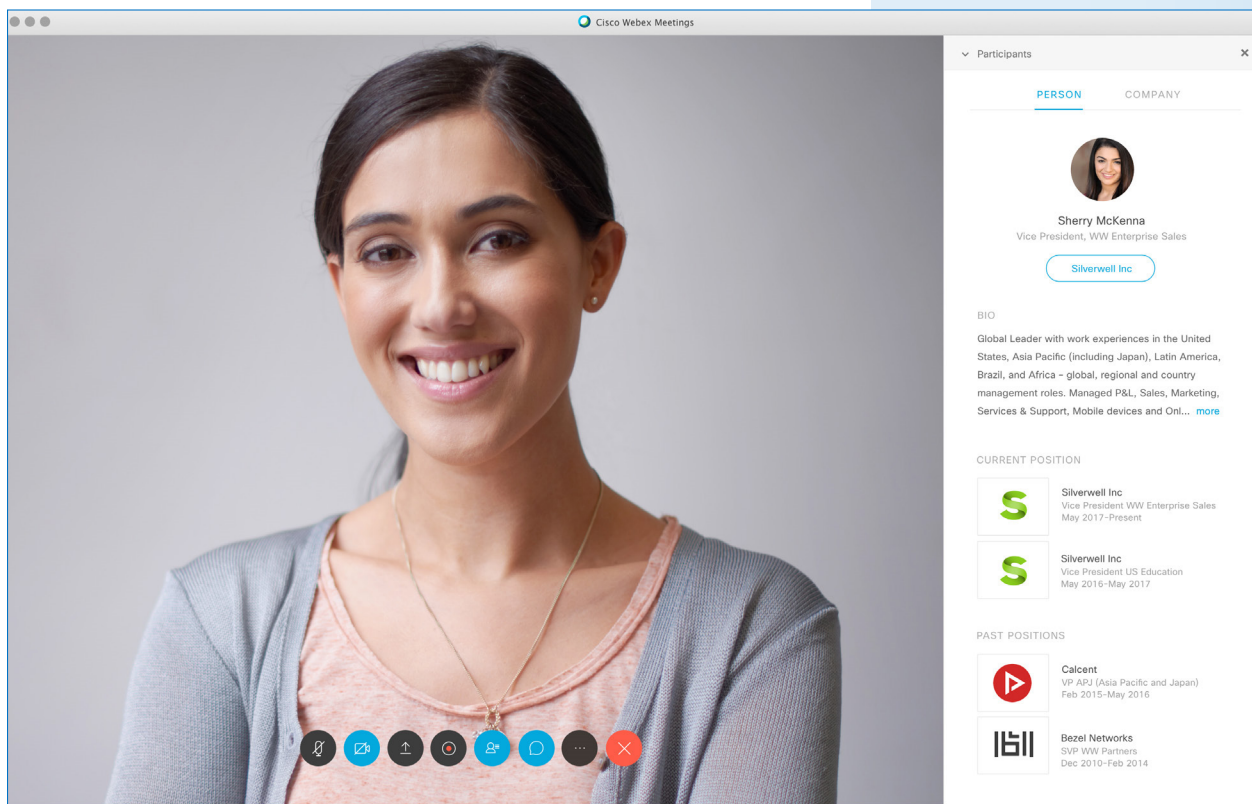 Cisco Webex Meetings
Participants
PERSON
COMPANY
Sherry McKenna
Vice President, WW Enterprise Sales
Silverwell Inc
BIO
Global Leader with work experiences in the United
States, Asia Pacific (including Japan), Latin America,
Brazil, and Africa – global, regional and country
management roles. Managed P&L, Sales, Marketing,
Services & Support, Mobile devices and Onl... more
CURRENT POSITION
Silverwell Inc
Vice President WW Enterprise Sales
May 2017-Present
Silverwell Inc
Vice President US Education
May 2016-May 2017
PAST POSITIONS
Calcent
VP APJ (Asia Pacific and Japan)
Feb 2015-May 2016
Bezel Networks
SVP WW Partners
Dec 2010-Feb 2014